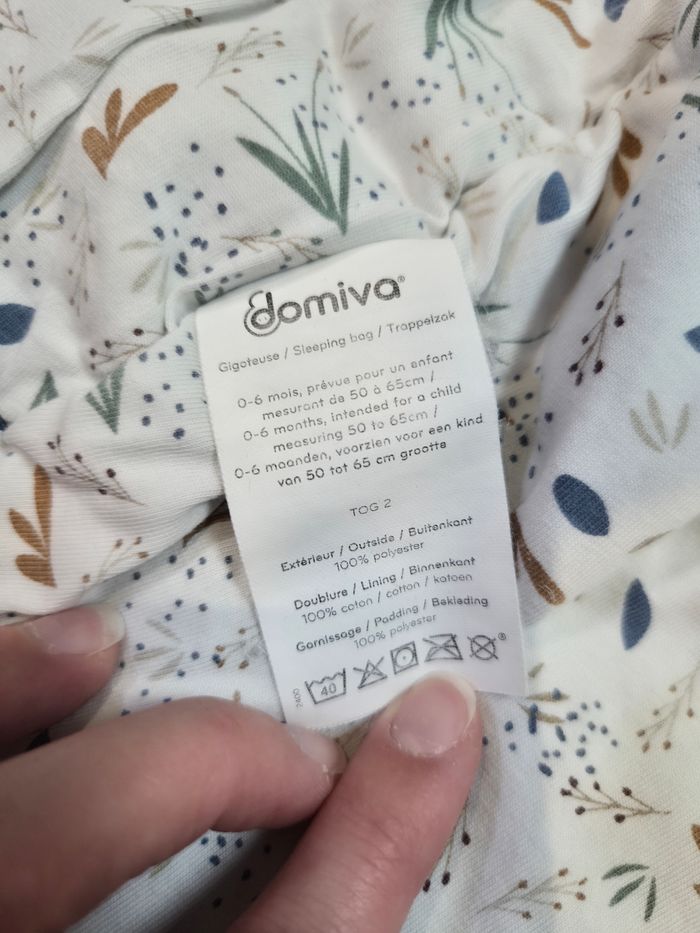 domiva®
Gigoteuse / Sleeping bag / Trappelzak
0-6 mois, prévue pour un enfant
mesurant de 50 à 65cm /
0-6 months, intended for a child
measuring 50 to 65cm /
0-6 maanden, voorzien voor een kind
van 50 tot 65 cm grootte
TOG 2
Extérieur / Outside / Buitenkant
100% polyester
Doublure / Lining / Binnenkant
100% coton / cotton / katoen
Garnissage / Padding / Bekleding
100% polyester
2400
40
®